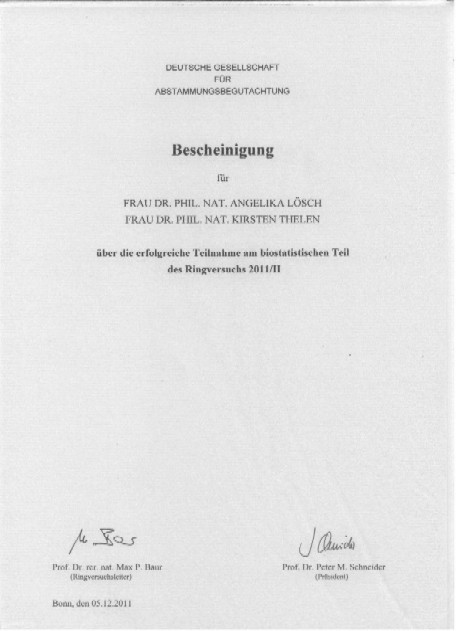 DEUTSCHE GESELLSCHAFT
FÜR
ABSTAMMUNGSBEGUTACHTUNG
Bescheinigung
für
FRAU DR. PHIL. NAT. ANGELIKA LÖSCH
FRAU DR. PHIL. NAT. KIRSTEN THELEN
über die erfolgreiche Teilnahme am biostatistischen Teil
des Ringversuchs 2011/II
Prof. Dr. rer. nat. Max P. Baur
(Ringversuchsleiter)
Prof. Dr. Peter M. Schneider
(Präsident)
Bonn, den 05.12.2011